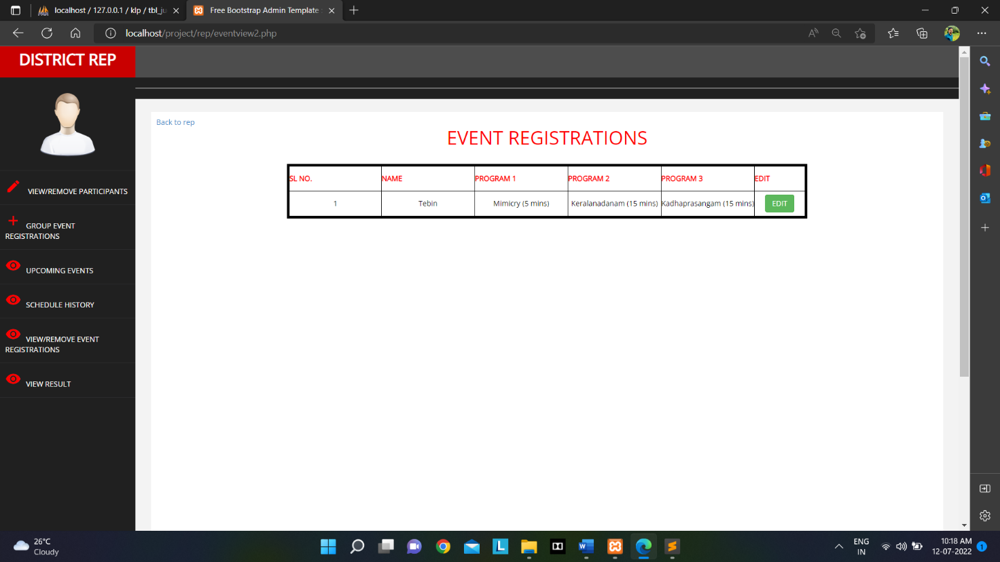 localhost / 127.0.0.1 / klp / tbl_ju
Free Bootstrap Admin Template
localhost/project/rep/eventview2.php
DISTRICT REP
VIEW/REMOVE PARTICIPANTS
GROUP EVENT
REGISTRATIONS
UPCOMING EVENTS
SCHEDULE HISTORY
VIEW/REMOVE EVENT
REGISTRATIONS
VIEW RESULT
Back to rep
EVENT REGISTRATIONS
SL NO. NAME PROGRAM 1 PROGRAM 2 PROGRAM 3 EDIT
1 Tebin Mimicry (5 mins) Keralanadanam (15 mins) Kadhaprasangam (15 mins) EDIT
26°C
Cloudy
ENG
IN
10:18 AM
12-07-2022
1